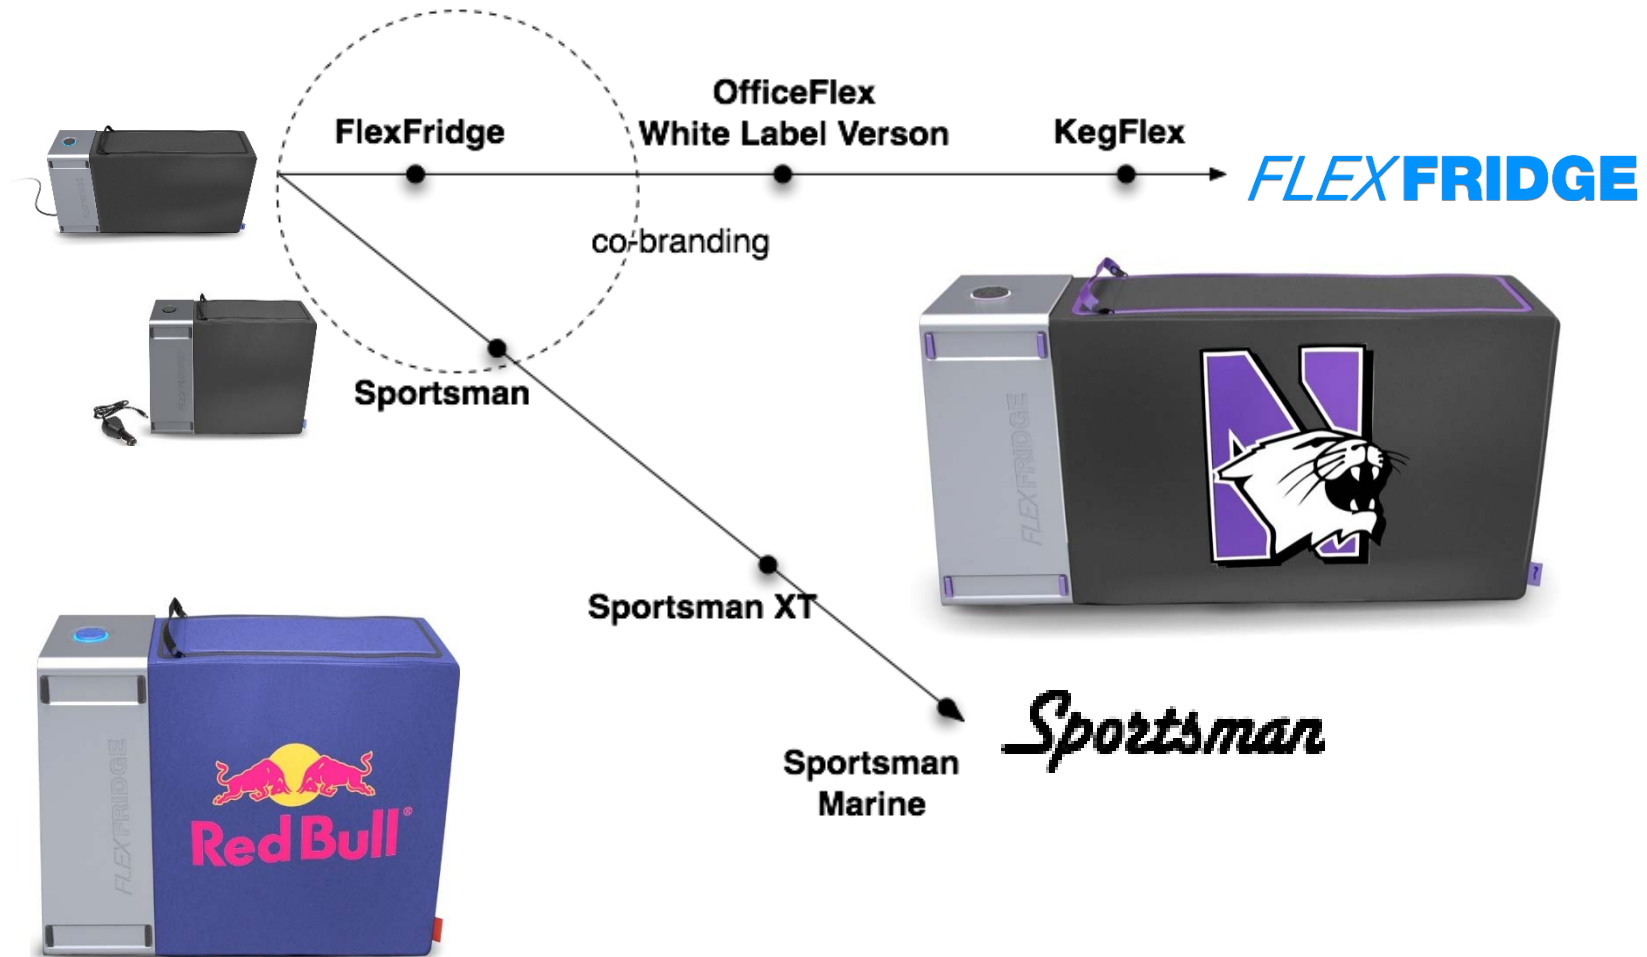 OfficeFlex
FlexFridge
White Label Verson
KegFlex
FLEXFRIDGE
co-branding
Sportsman
FLEXFRIDGE
N
Sportsman XT
Sportsman
Sportsman
Marine
FLEXFRIDGE
Red Bull®